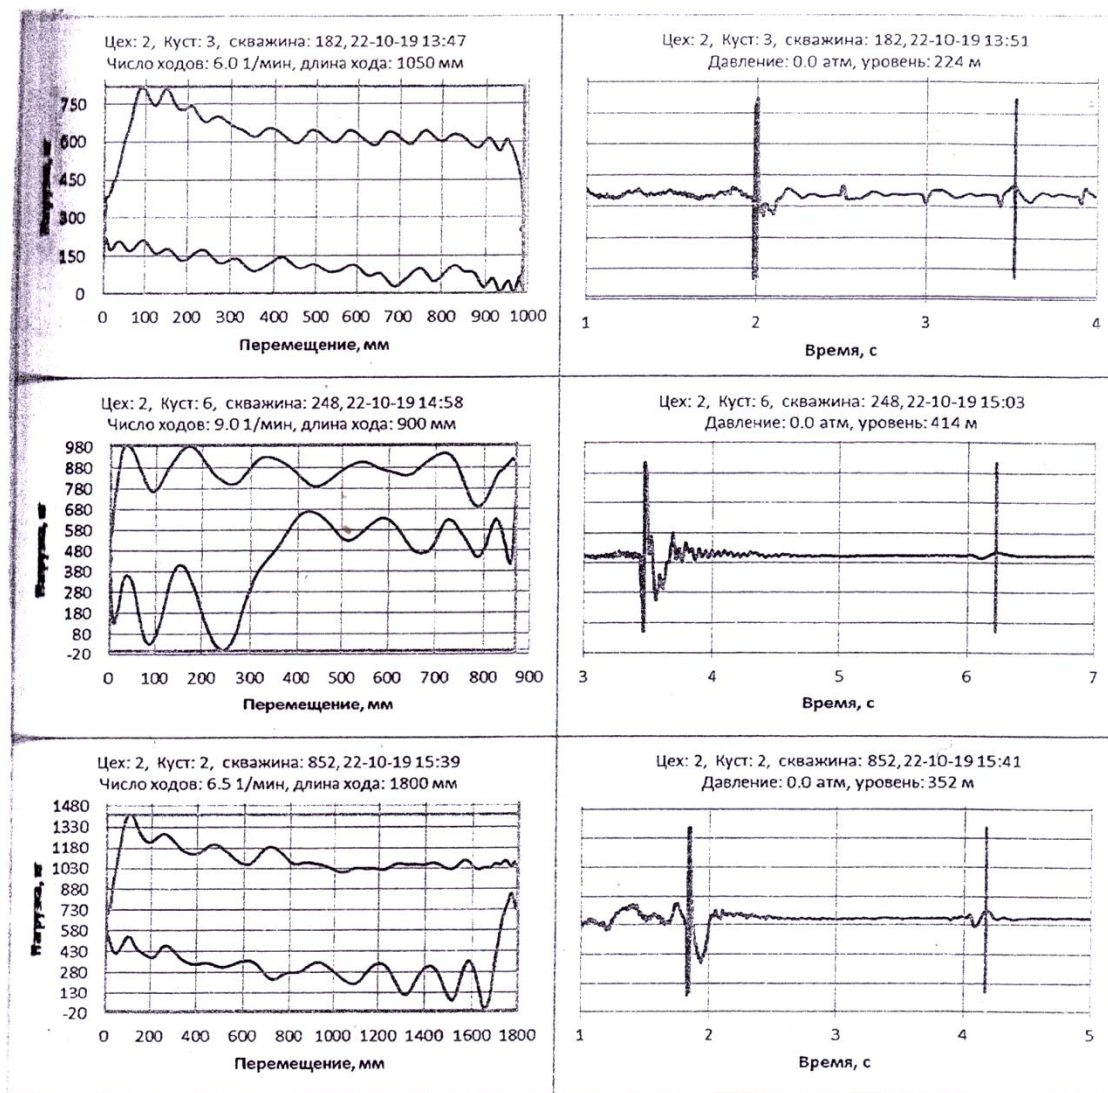 Цех: 2, Куст: 3, скважина: 182, 22-10-19 13:47
Число ходов: 6.0 1/мин, длина хода: 1050 мм
750
600
450
300
150
0
0 100 200 300 400 500 600 700 800 900 1000
Перемещение, мм
Цех: 2, Куст: 3, скважина: 182, 22-10-19 13:51
Давление: 0.0 атм, уровень: 224 м
1 2 3 4
Время, с
Цех: 2, Куст: 6, скважина: 248, 22-10-19 14:58
Число ходов: 9.0 1/мин, длина хода: 900 мм
980
880
780
680
580
480
380
280
180
80
-20
0 100 200 300 400 500 600 700 800 900
Перемещение, мм
Цех: 2, Куст: 6, скважина: 248, 22-10-19 15:03
Давление: 0.0 атм, уровень: 414 м
3 4 5 6 7
Время, с
Цех: 2, Куст: 2, скважина: 852, 22-10-19 15:39
Число ходов: 6.5 1/мин, длина хода: 1800 мм
Нагрузка, кг
1480
1330
1180
1030
880
730
580
430
280
130
-20
0 200 400 600 800 1000 1200 1400 1600 1800
Перемещение, мм
Цех: 2, Куст: 2, скважина: 852, 22-10-19 15:41
Давление: 0.0 атм, уровень: 352 м
1 2 3 4 5
Время, с